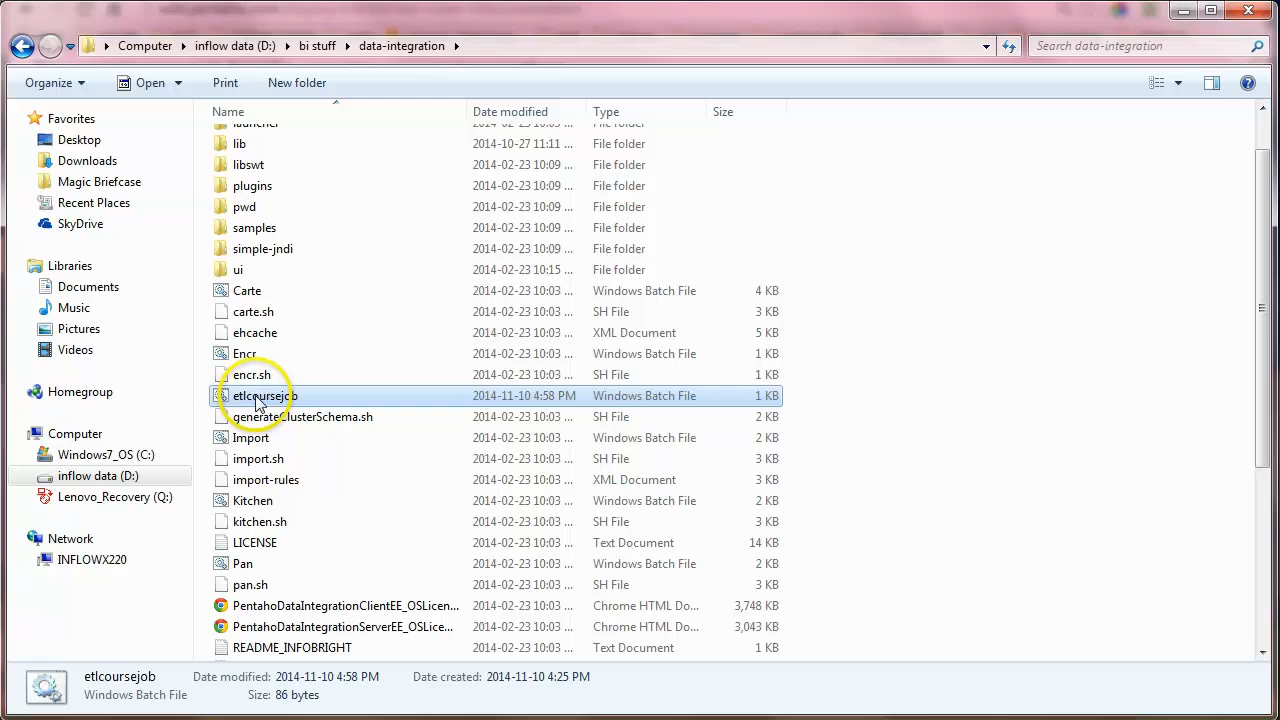 Computer inflow data (D:) bi stuff data-integration
Search data-integration
Organize Open Print New folder
Name Date modified Type Size
Favorites
Desktop
Downloads
Magic Briefcase
Recent Places
SkyDrive
Libraries
Documents
Music
Pictures
Videos
Homegroup
Computer
Windows7_OS (C:)
inflow data (D:)
Lenovo_Recovery (Q:)
Network
INFLOWX220
launcher 2014-02-23 10:09 ... File folder
lib 2014-10-27 11:11 ... File folder
libswt 2014-02-23 10:09 ... File folder
plugins 2014-02-23 10:09 ... File folder
pwd 2014-02-23 10:09 ... File folder
samples 2014-02-23 10:09 ... File folder
simple-jndi 2014-02-23 10:09 ... File folder
ui 2014-02-23 10:15 ... File folder
Carte 2014-02-23 10:03 ... Windows Batch File 4 KB
carte.sh 2014-02-23 10:03 ... SH File 3 KB
ehcache 2014-02-23 10:03 ... XML Document 5 KB
Encr 2014-02-23 10:03 ... Windows Batch File 1 KB
encr.sh 2014-02-23 10:03 ... SH File 1 KB
etlcoursejob 2014-11-10 4:58 PM Windows Batch File 1 KB
generateClusterSchema.sh 2014-02-23 10:03 ... SH File 2 KB
Import 2014-02-23 10:03 ... Windows Batch File 2 KB
import.sh 2014-02-23 10:03 ... SH File 3 KB
import-rules 2014-02-23 10:03 ... XML Document 3 KB
Kitchen 2014-02-23 10:03 ... Windows Batch File 2 KB
kitchen.sh 2014-02-23 10:03 ... SH File 3 KB
LICENSE 2014-02-23 10:03 ... Text Document 14 KB
Pan 2014-02-23 10:03 ... Windows Batch File 2 KB
pan.sh 2014-02-23 10:03 ... SH File 3 KB
PentahoDataIntegrationClientEE_OSLicen... 2014-02-23 10:03 ... Chrome HTML Do... 3,748 KB
PentahoDataIntegrationServerEE_OSLice... 2014-02-23 10:03 ... Chrome HTML Do... 3,043 KB
README_INFOBRIGHT 2014-02-23 10:03 ... Text Document 1 KB
etlcoursejob Date modified: 2014-11-10 4:58 PM Date created: 2014-11-10 4:25 PM
Windows Batch File Size: 86 bytes